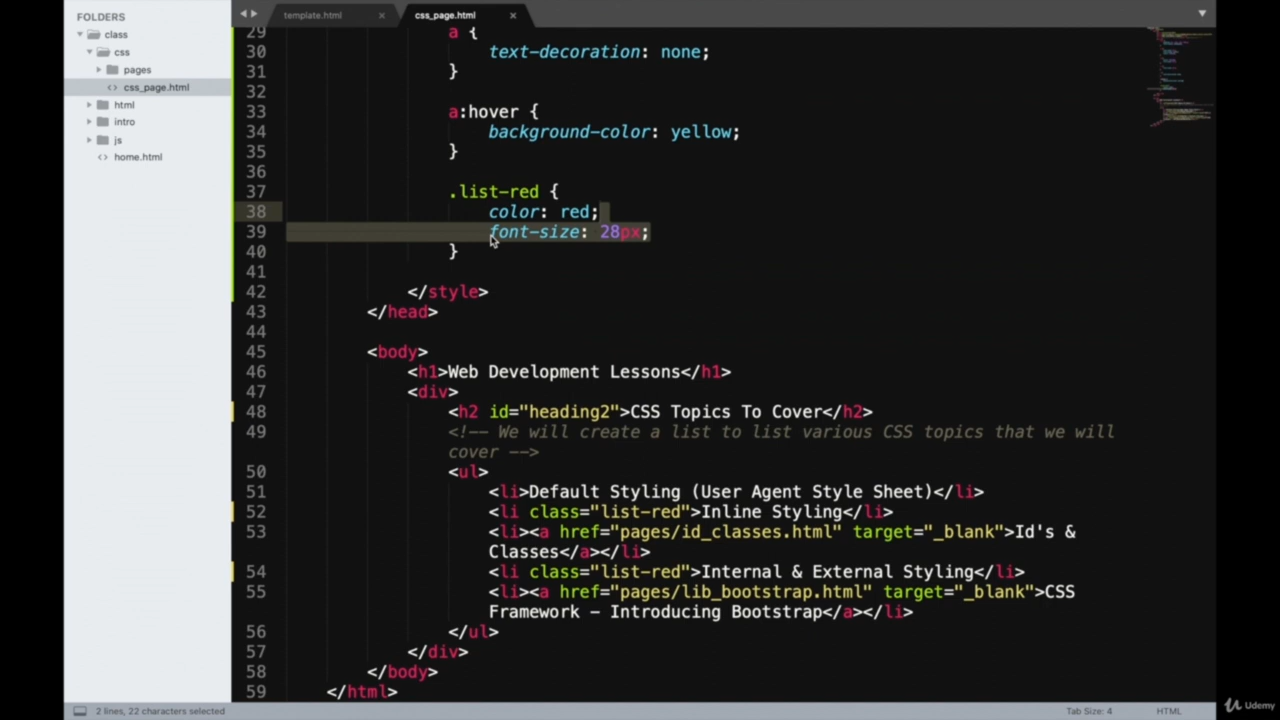 FOLDERS
class
css
pages
css_page.html
html
intro
js
home.html
template.html
css_page.html
29 a {
30 text-decoration: none;
31 }
32
33 a:hover {
34 background-color: yellow;
35 }
36
37 .list-red {
38 color: red;
39 font-size: 28px;
40 }
41
42 </style>
43 </head>
44
45 <body>
46 <h1>Web Development Lessons</h1>
47 <div>
48 <h2 id="heading2">CSS Topics To Cover</h2>
49 <!-- We will create a list to list various CSS topics that we will
cover -->
50 <ul>
51 <li>Default Styling (User Agent Style Sheet)</li>
52 <li class="list-red">Inline Styling</li>
53 <li><a href="pages/id_classes.html" target="_blank">Id's &
Classes</a></li>
54 <li class="list-red">Internal & External Styling</li>
55 <li><a href="pages/lib_bootstrap.html" target="_blank">CSS
Framework – Introducing Bootstrap</a></li>
56 </ul>
57 </div>
58 </body>
59 </html>
2 lines, 22 characters selected
Tab Size: 4
HTML
Udemy